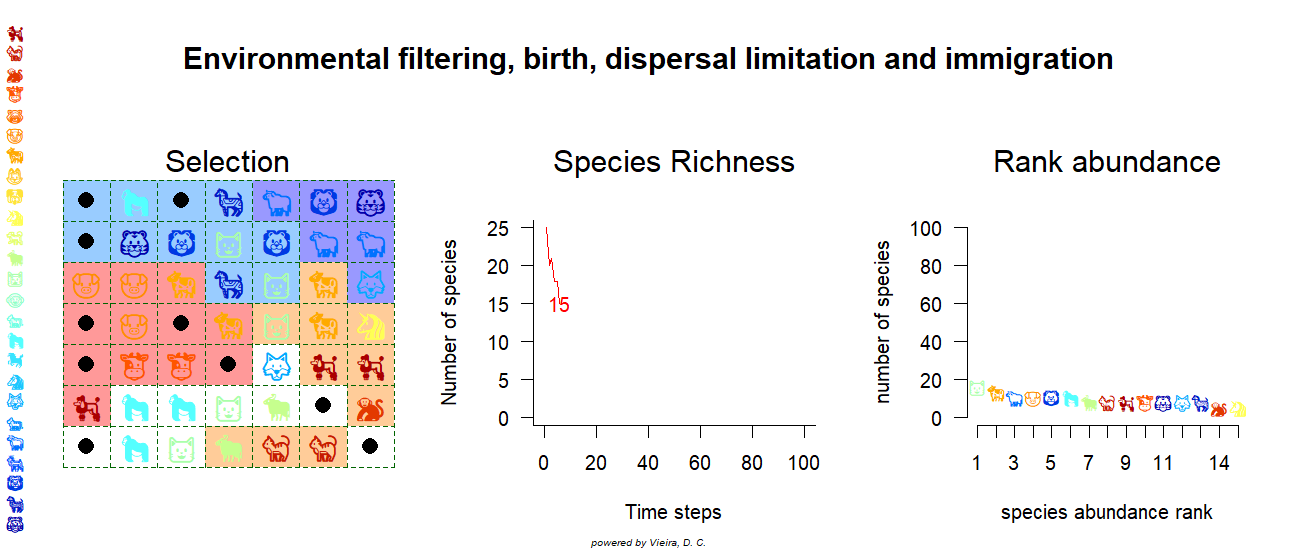 Environmental filtering, birth, dispersal limitation and immigration
Selection
Species Richness
Number of species
25
20
15
10
5
0
15
0 20 40 60 80 100
Time steps
Rank abundance
number of species
100
80
60
40
20
0
1 3 5 7 9 11 14
species abundance rank
powered by Vieira, D. C.